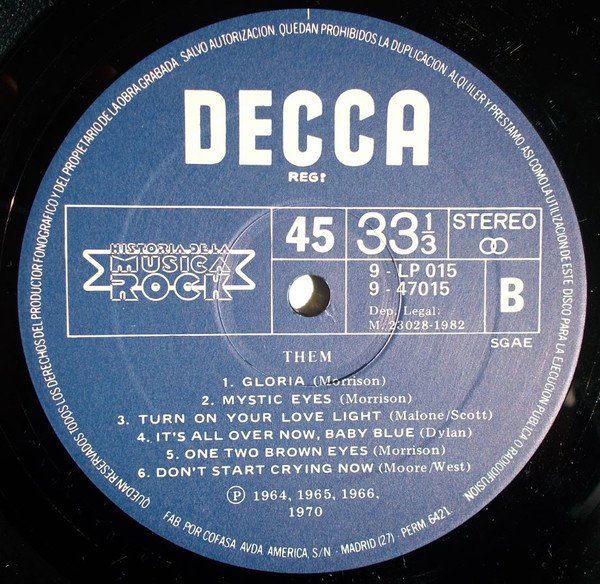 QUEDAN RESERVADOS TODOS LOS DERECHOS DEL PRODUCTOR FONOGRAFICO Y DEL PROPIETARIO DE LA OBRA GRABADA. SALVO AUTORIZACION, QUEDAN PROHIBIDOS LA DUPLICACION, ALQUILER Y PRESTAMO, ASI COMO LA UTILIZACION DE ESTE DISCO PARA LA EJECUCION PUBLICA O RADIODIFUSION.
DECCA
REGᵈ
HISTORIA DE LA
MUSICA
ROCK
45
33 1/3
STEREO
9 - LP 015
9 - 47015
Dep. Legal:
M. 23028-1982
B
SGAE
THEM
1. GLORIA (Morrison)
2. MYSTIC EYES (Morrison)
3. TURN ON YOUR LOVE LIGHT (Malone/Scott)
4. IT'S ALL OVER NOW, BABY BLUE (Dylan)
5. ONE TWO BROWN EYES (Morrison)
6. DON'T START CRYING NOW (Moore/West)
Ⓟ 1964, 1965, 1966,
1970
FAB. POR COFASA AVDA. AMERICA, S/N - MADRID (27) - PERM 6421.